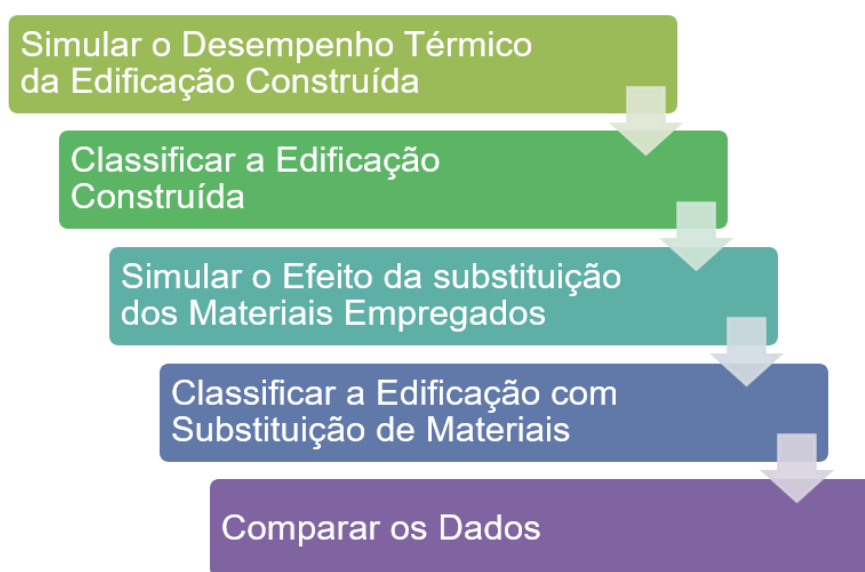 Simular o Desempenho Térmico
da Edificação Construída
Classificar a Edificação
Construída
Simular o Efeito da substituição
dos Materiais Empregados
Classificar a Edificação com
Substituição de Materiais
Comparar os Dados